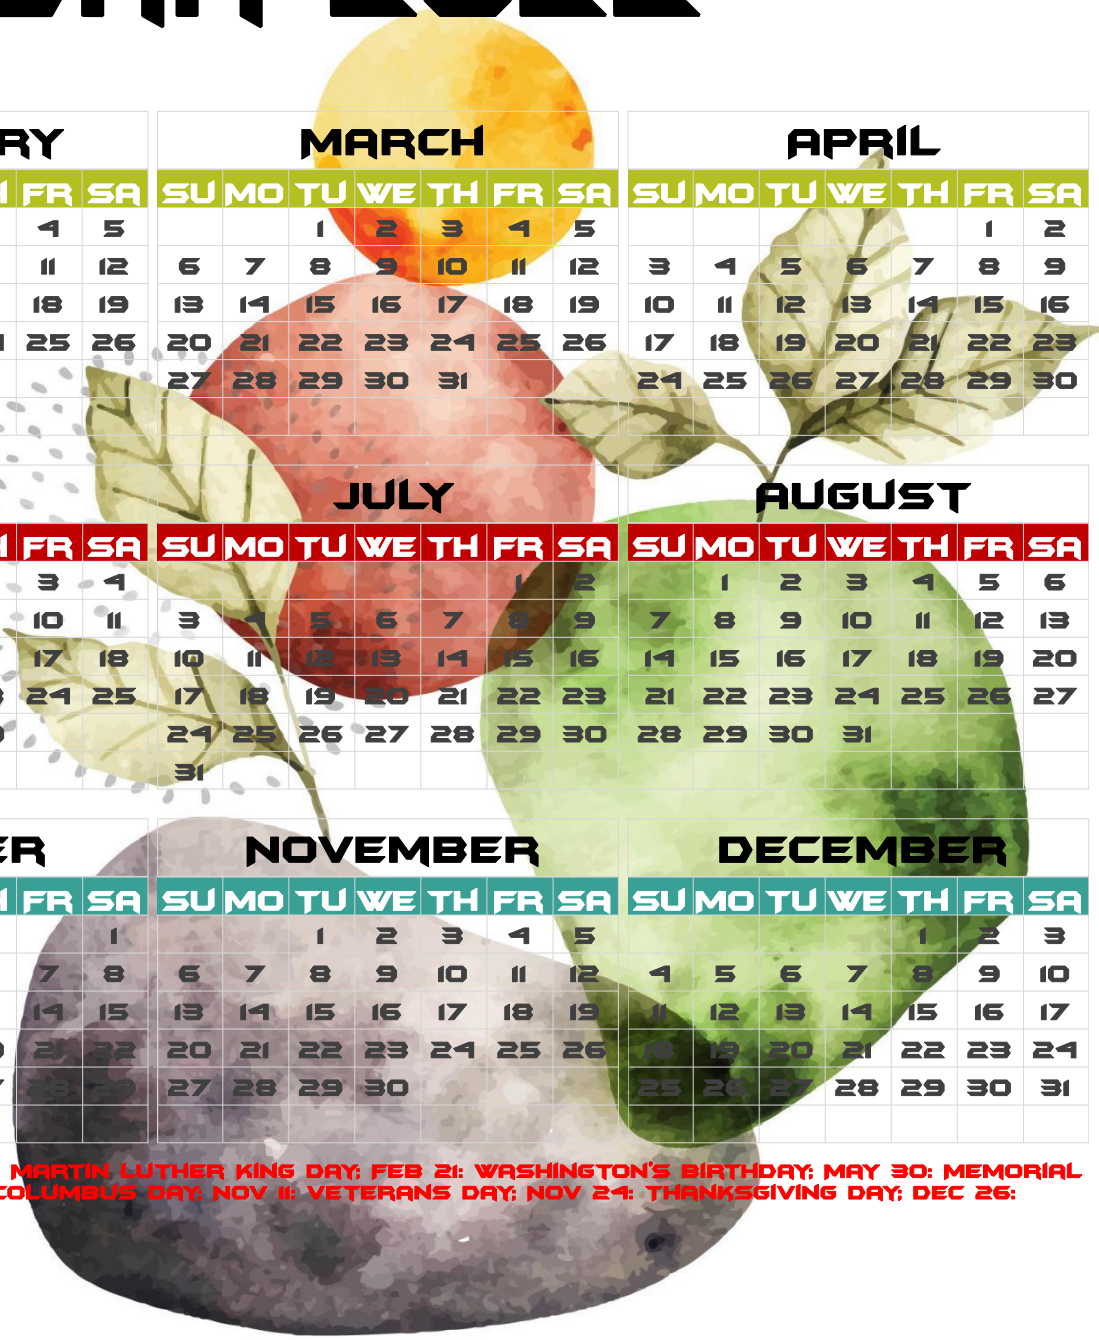 RY MARCH APRIL
FR SA SU MO TU WE TH FR SA SU MO TU WE TH FR SA
4 5 1 2 3 4 5 1 2
11 12 6 7 8 9 10 11 12 3 4 5 6 7 8 9
18 19 13 14 15 16 17 18 19 10 11 12 13 14 15 16
25 26 20 21 22 23 24 25 26 17 18 19 20 21 22 23
27 28 29 30 31 24 25 26 27 28 29 30
JULY AUGUST
FR SA SU MO TU WE TH FR SA SU MO TU WE TH FR SA
3 4 1 2 1 2 3 4 5 6
10 11 3 4 5 6 7 8 9 7 8 9 10 11 12 13
17 18 10 11 12 13 14 15 16 14 15 16 17 18 19 20
24 25 17 18 19 20 21 22 23 21 22 23 24 25 26 27
24 25 26 27 28 29 30 28 29 30 31
31
ER NOVEMBER DECEMBER
FR SA SU MO TU WE TH FR SA SU MO TU WE TH FR SA
1 1 2 3 4 5 1 2 3
7 8 6 7 8 9 10 11 12 4 5 6 7 8 9 10
14 15 13 14 15 16 17 18 19 11 12 13 14 15 16 17
21 22 20 21 22 23 24 25 26 18 19 20 21 22 23 24
28 29 27 28 29 30 25 26 27 28 29 30 31
MARTIN LUTHER KING DAY; FEB 21: WASHINGTON'S BIRTHDAY; MAY 30: MEMORIAL
COLUMBUS DAY; NOV 11: VETERANS DAY; NOV 24: THANKSGIVING DAY; DEC 26: